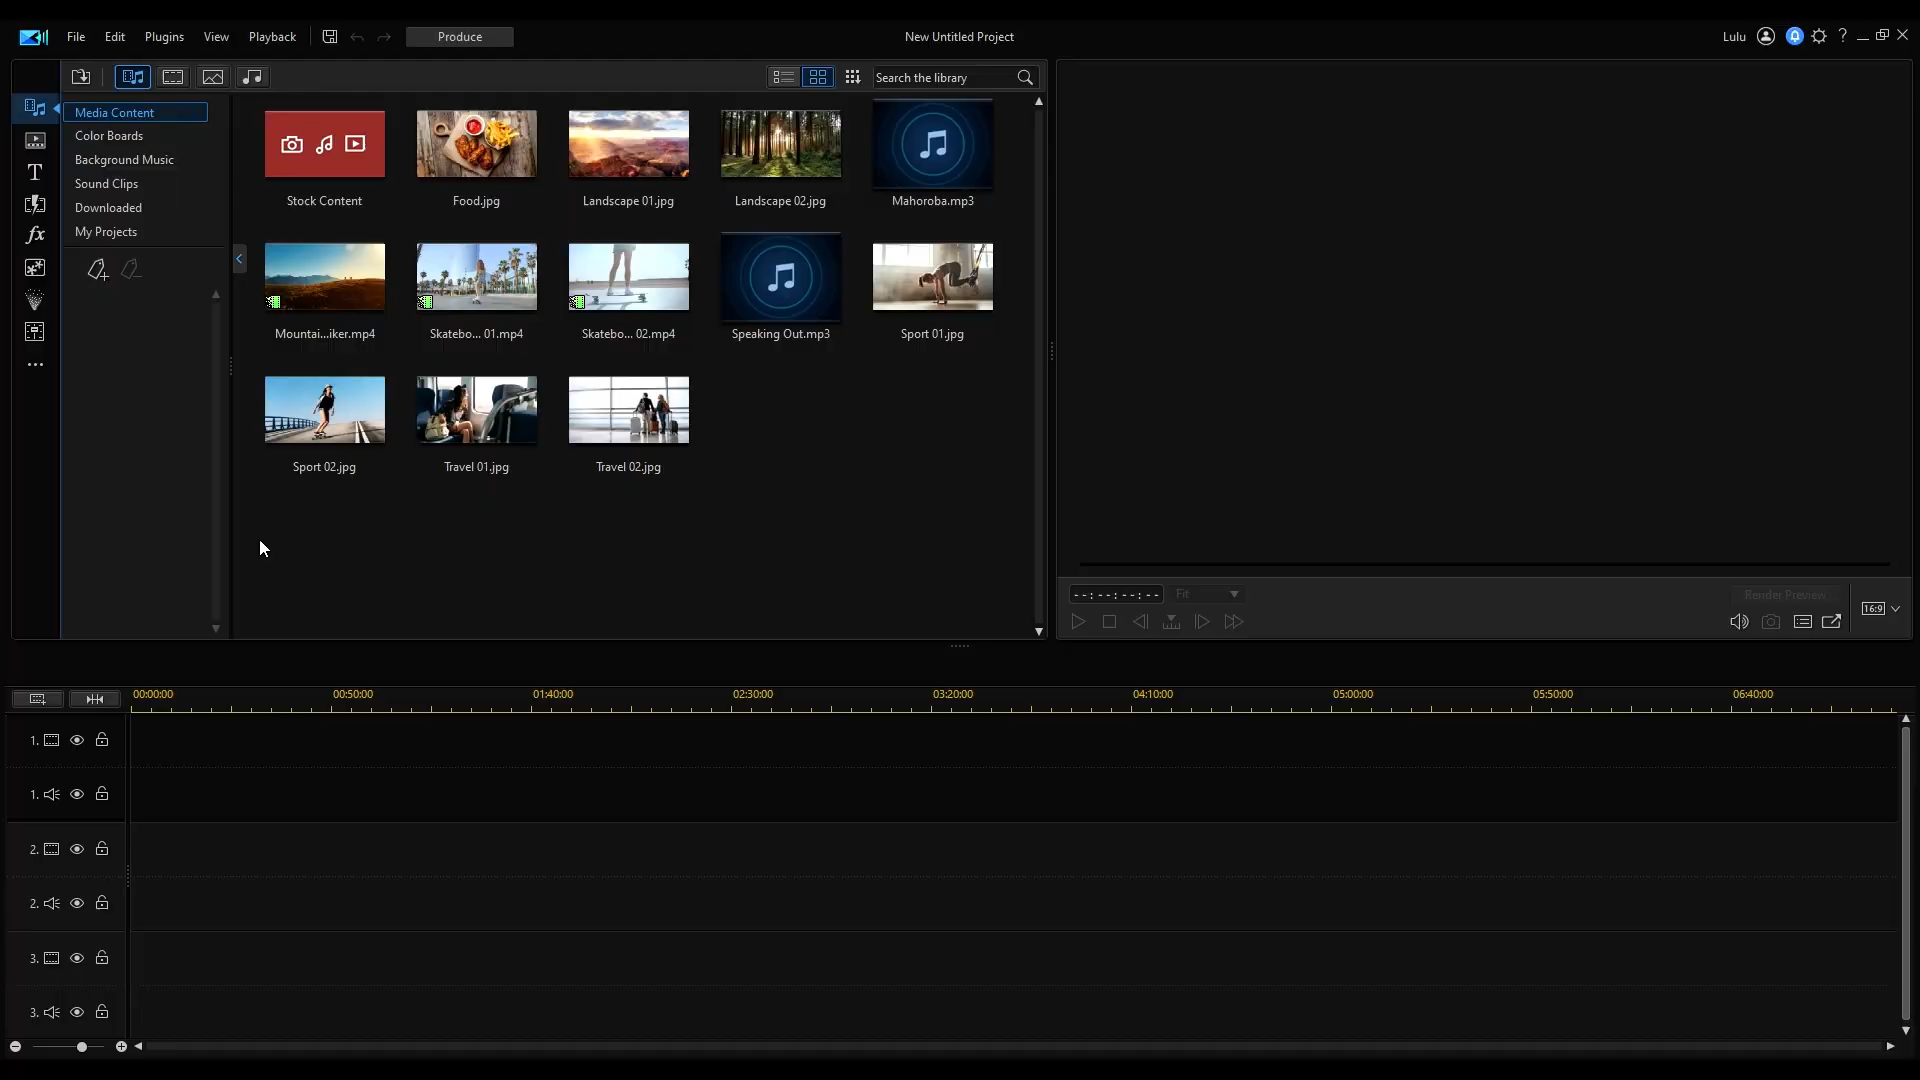 File Edit Plugins View Playback Produce New Untitled Project Lulu ?
Search the library
Media Content
Color Boards
Background Music
Sound Clips
Downloaded
My Projects
Stock Content Food.jpg Landscape 01.jpg Landscape 02.jpg Mahoroba.mp3
Mountai...iker.mp4 Skatebo... 01.mp4 Skatebo... 02.mp4 Speaking Out.mp3 Sport 01.jpg
Sport 02.jpg Travel 01.jpg Travel 02.jpg
--:--:--:-- Fit Render Preview
16:9
00:00:00 00:50:00 01:40:00 02:30:00 03:20:00 04:10:00 05:00:00 05:50:00 06:40:00
1.
1.
2.
2.
3.
3.